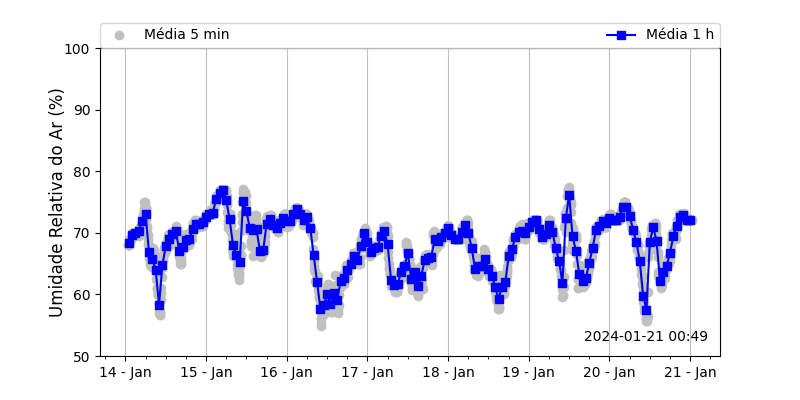 Média 5 min
Média 1 h
Umidade Relativa do Ar (%)
100
90
80
70
60
50
2024-01-21 00:49
14 - Jan
15 - Jan
16 - Jan
17 - Jan
18 - Jan
19 - Jan
20 - Jan
21 - Jan